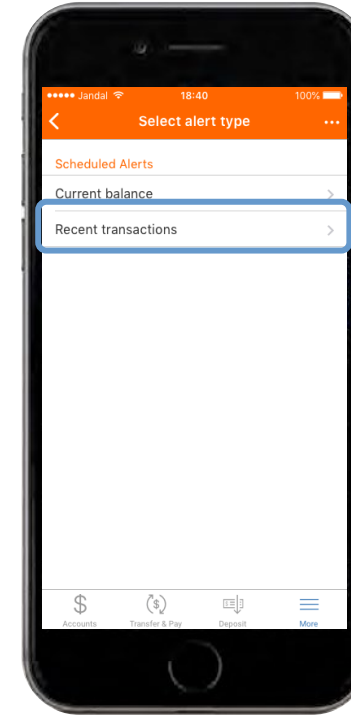 Jandal 18:40 100%
Select alert type
Scheduled Alerts
Current balance
Recent transactions
Accounts Transfer & Pay Deposit More